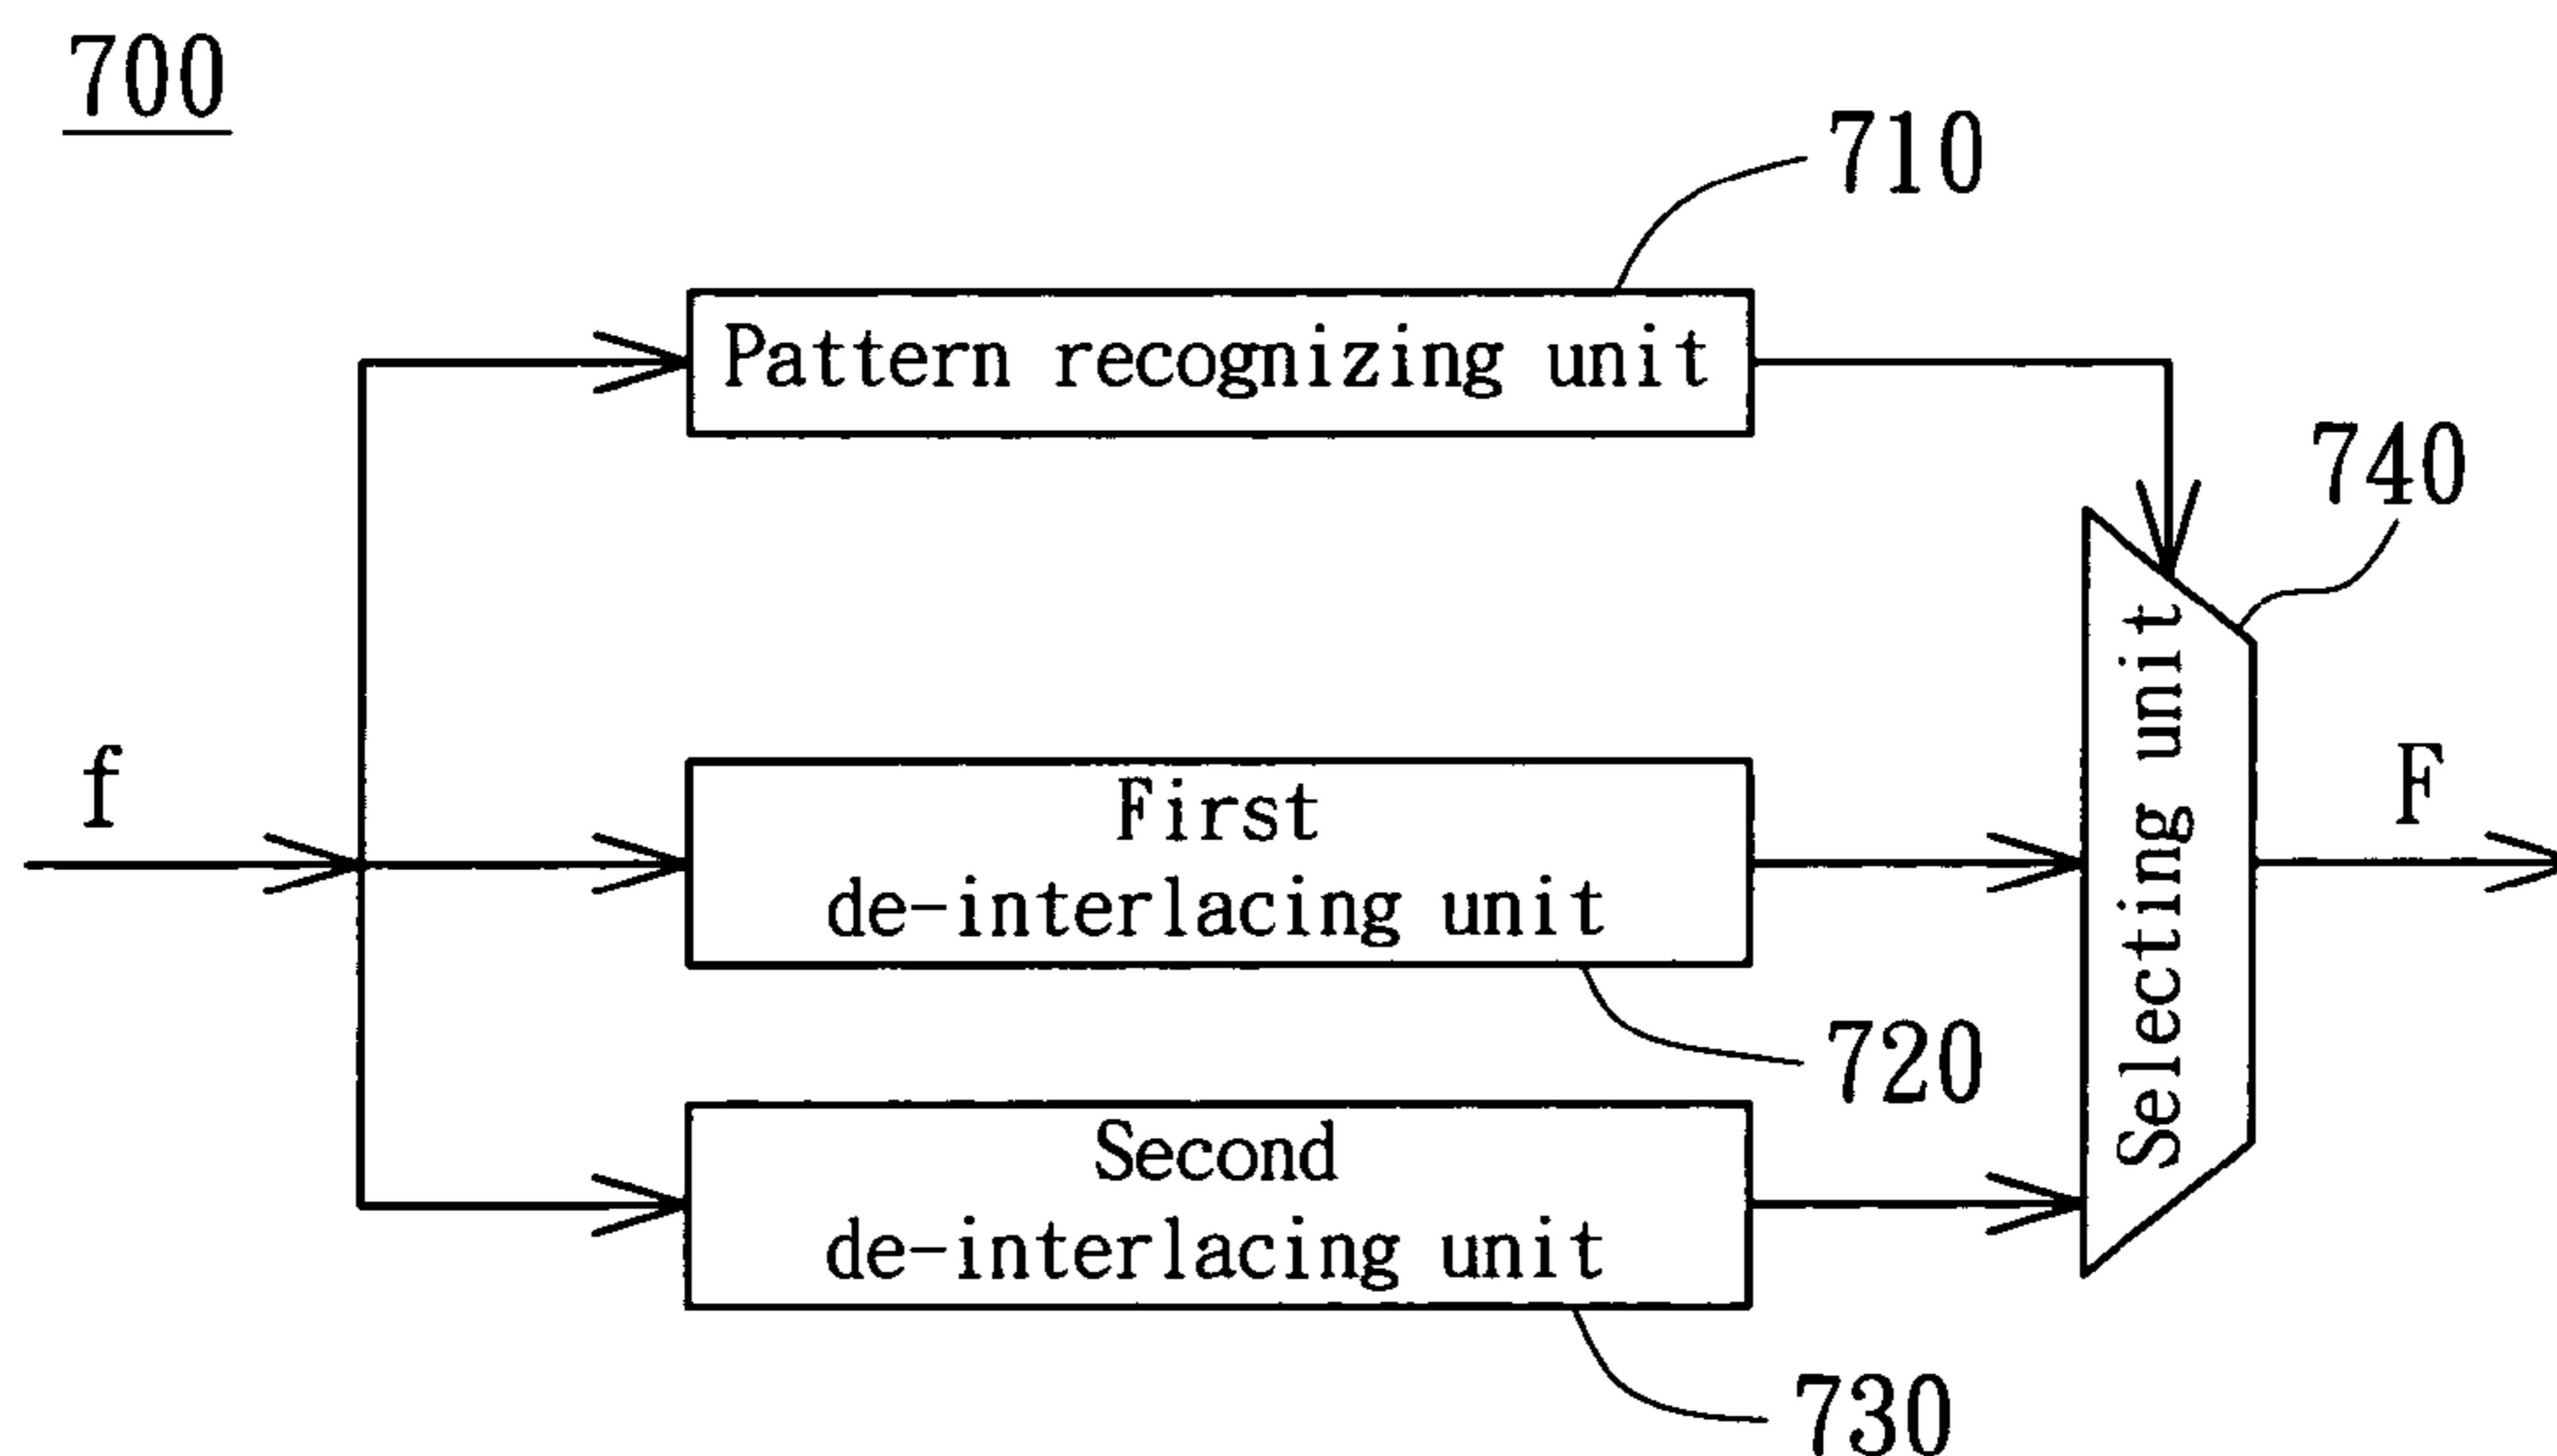 700
710
Pattern recognizing unit
740
f
First
de-interlacing unit
Selecting unit
F
720
Second
de-interlacing unit
730